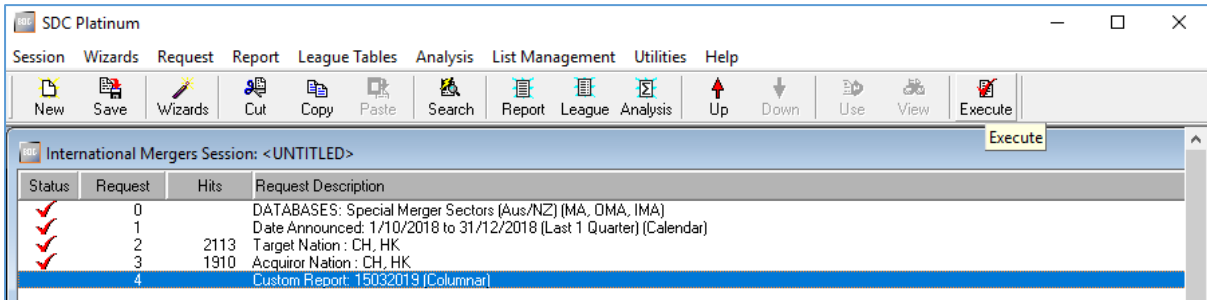 SDC Platinum
Session Wizards Request Report League Tables Analysis List Management Utilities Help
New Save Wizards Cut Copy Paste Search Report League Analysis Up Down Use View Execute
Execute
International Mergers Session: <UNTITLED>
Status Request Hits Request Description
0 DATABASES: Special Merger Sectors (Aus/NZ) (MA, OMA, IMA)
1 Date Announced: 1/10/2018 to 31/12/2018 (Last 1 Quarter) (Calendar)
2 2113 Target Nation : CH, HK
3 1910 Acquiror Nation : CH, HK
4 Custom Report: 15032019 (Columnar)